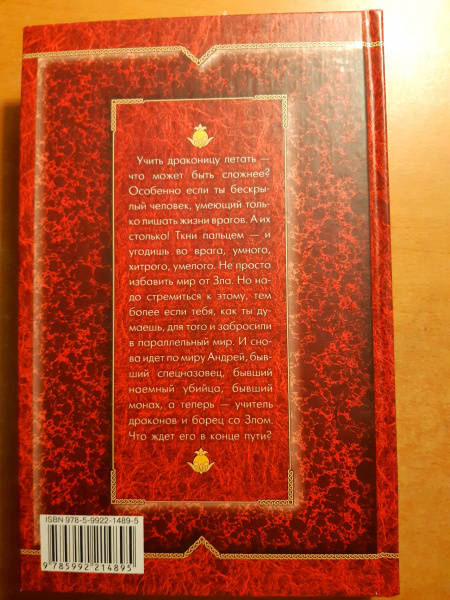 Учить драконицу летать —
что может быть сложнее?
Особенно если ты бескры-
лый человек, умеющий толь-
ко лишать жизни врагов. А их
столько! Ткни пальцем — и
угодишь во врага, умного,
хитрого, умелого. Не просто
избавить мир от Зла. Но на-
до стремиться к этому, тем
более если тебя, как ты ду-
маешь, для того и забросили
в параллельный мир. И сно-
ва идет по миру Андрей, быв-
ший спецназовец, бывший
наемный убийца, бывший
монах, а теперь — учитель
драконов и борец со Злом.
Что ждет его в конце пути?
ISBN 978-5-9922-1489-5
9 785992 214895